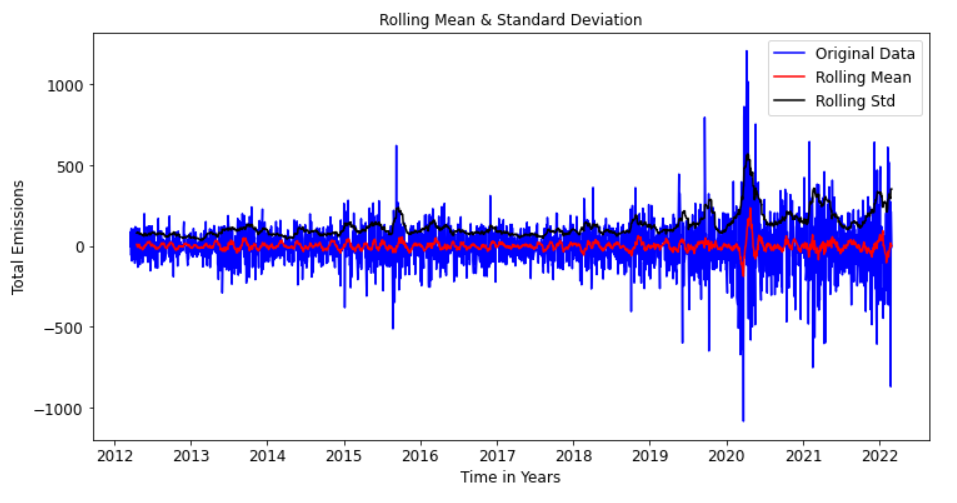 Rolling Mean & Standard Deviation
Original Data
Rolling Mean
Rolling Std
1000
500
0
−500
−1000
Total Emissions
2012 2013 2014 2015 2016 2017 2018 2019 2020 2021 2022
Time in Years